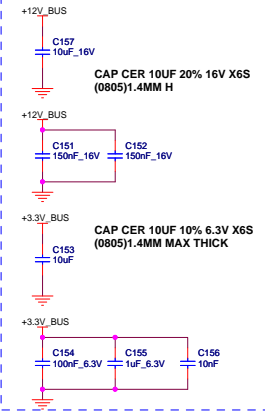 +12V_BUS
C157
10uF_16V
CAP CER 10UF 20% 16V X6S
(0805)1.4MM H
+12V_BUS
C151
150nF_16V
C152
150nF_16V
+3.3V_BUS
C153
10uF
CAP CER 10UF 10% 6.3V X6S
(0805)1.4MM MAX THICK
+3.3V_BUS
C154
100nF_6.3V
C155
1uF_6.3V
C156
10nF